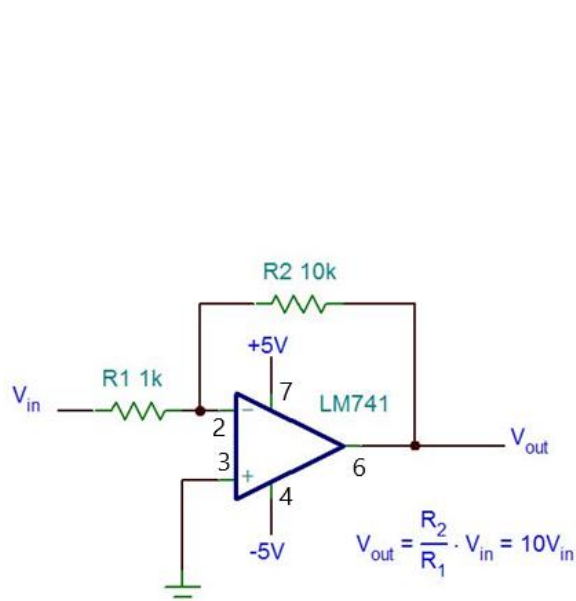 R2 10k
+5V
R1 1k
7
LM741
Vin
2
−
3
+
6
Vout
4
-5V
Vout = R2/R1 · Vin = 10Vin